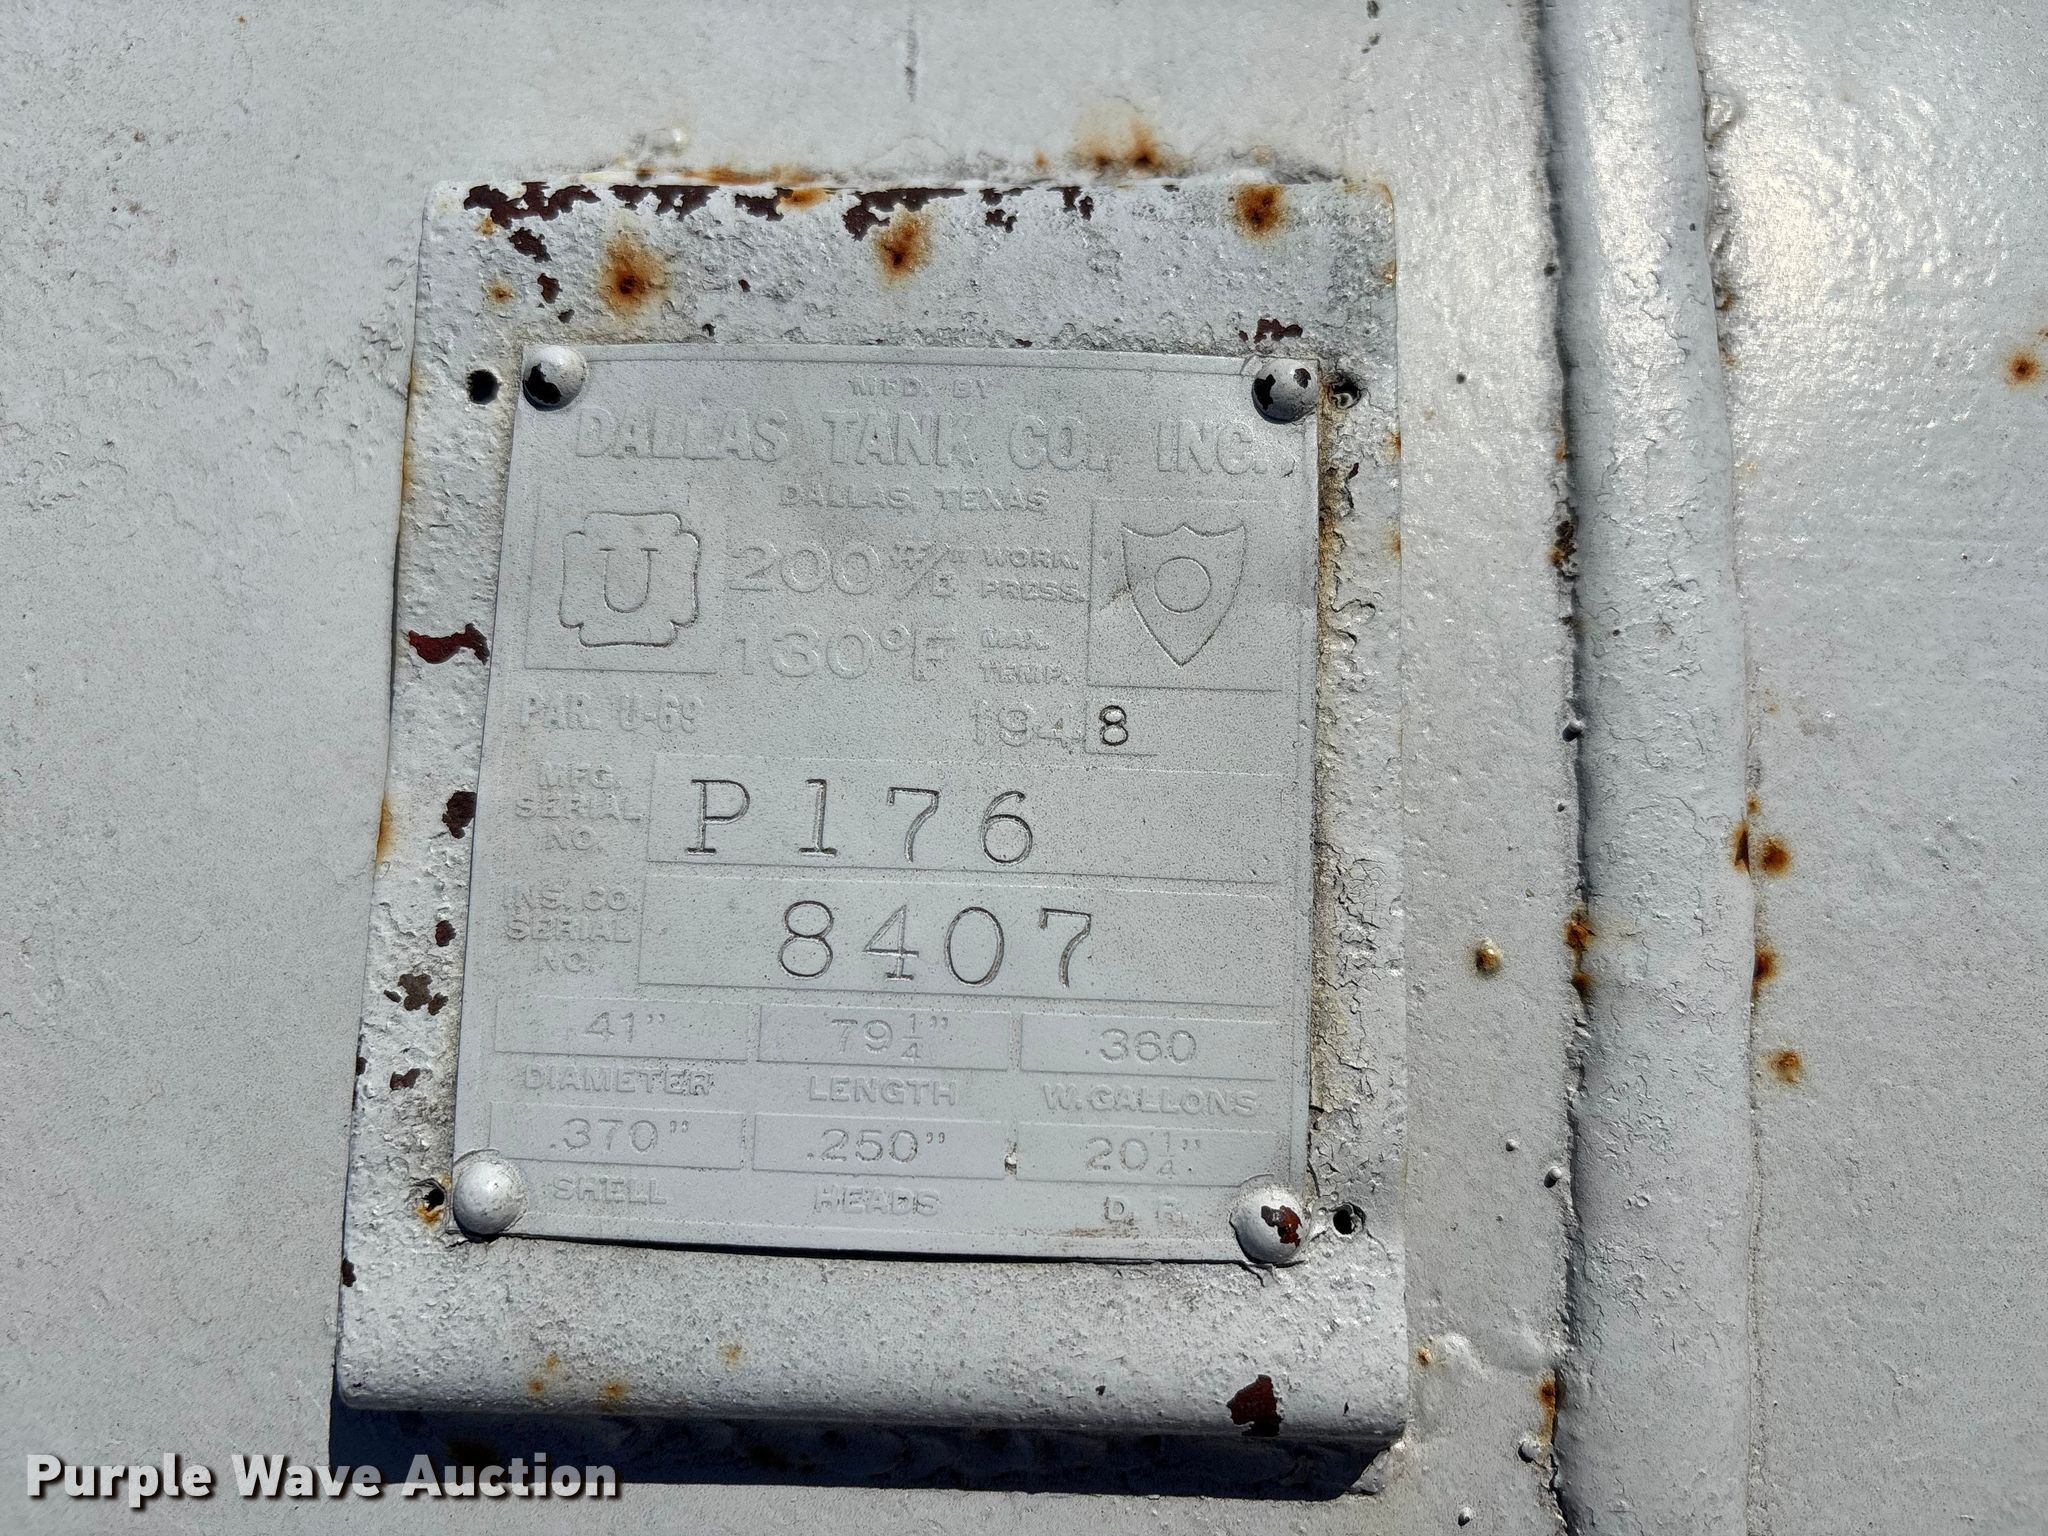 MFD. BY
DALLAS TANK CO., INC.
DALLAS, TEXAS
U
200 WORK. PRESS.
130°F MAX. TEMP.
PAR. U-69 1948
MFG. SERIAL NO. P176
INS. CO. SERIAL NO. 8407
41" 79 1/4" 360
DIAMETER LENGTH W. GALLONS
.370" .250" 20 1/4"
SHELL HEADS D. R.
Purple Wave Auction